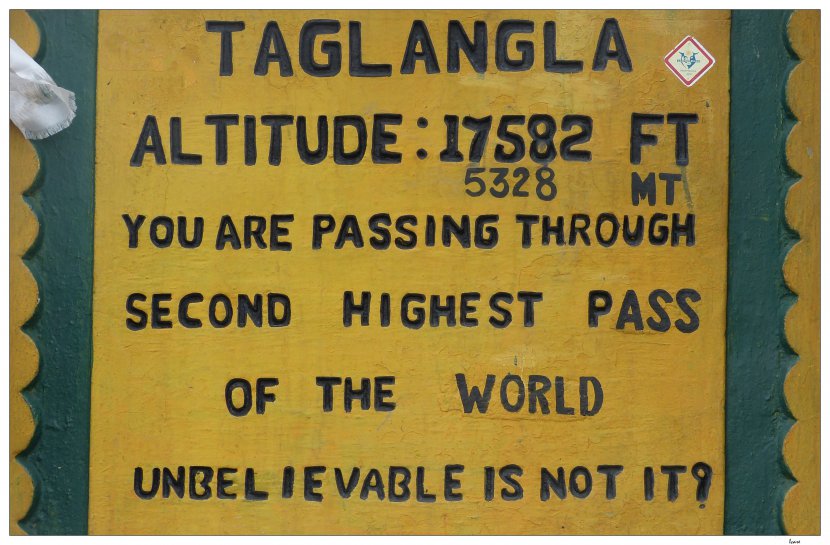 TAGLANGLA
ALTITUDE : 17582 FT
5328 MT
YOU ARE PASSING THROUGH
SECOND HIGHEST PASS
OF THE WORLD
UNBELIEVABLE IS NOT IT?